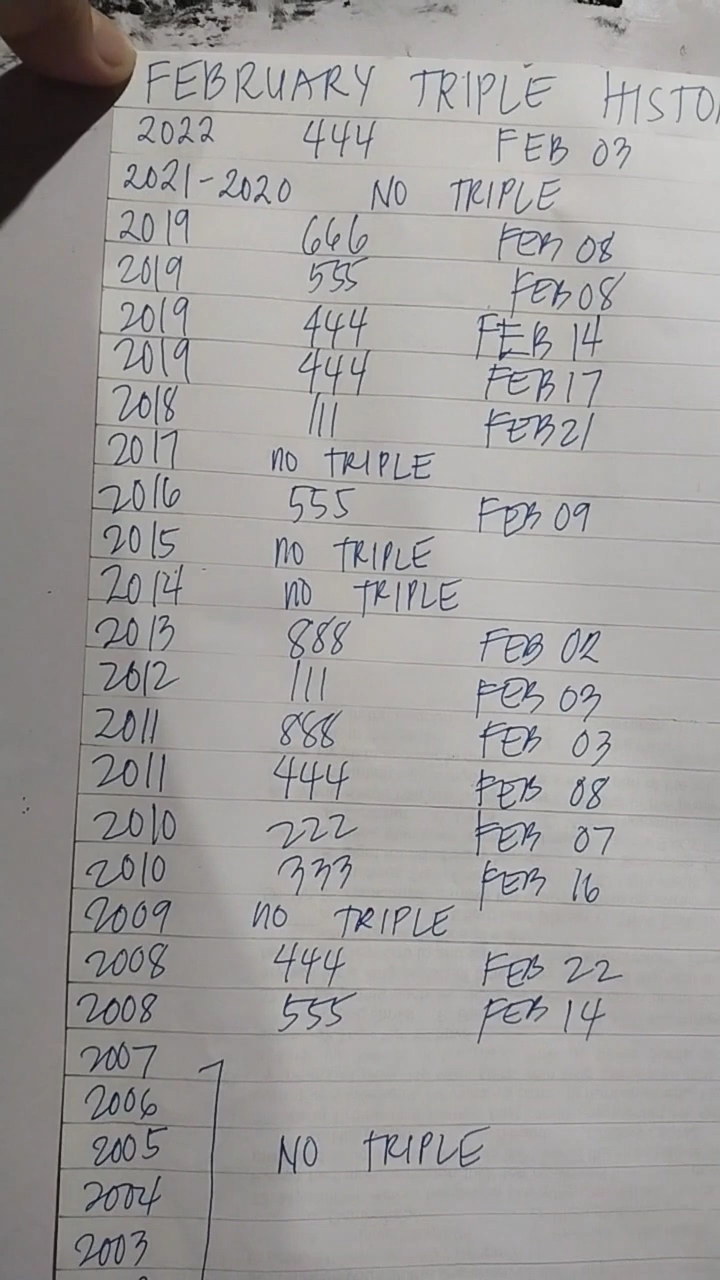 FEBRUARY TRIPLE HISTO
2022 444 FEB 03
2021-2020 NO TRIPLE
2019 666 FEB 08
2019 555 FEB 08
2019 444 FEB 14
2019 444 FEB 17
2018 111 FEB 21
2017 NO TRIPLE
2016 555 FEB 09
2015 NO TRIPLE
2014 NO TRIPLE
2013 888 FEB 02
2012 111 FEB 03
2011 888 FEB 03
2011 444 FEB 08
2010 222 FEB 07
2010 333 FEB 16
2009 NO TRIPLE
2008 444 FEB 22
2008 555 FEB 14
2007
2006
2005 NO TRIPLE
2004
2003